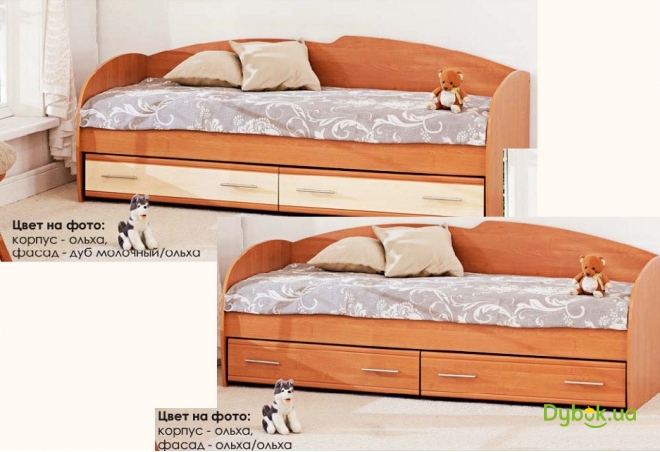 Цвет на фото:
корпус - ольха,
фасад - дуб молочный/ольха
Цвет на фото:
корпус - ольха,
фасад - ольха/ольха
Dybok.ua